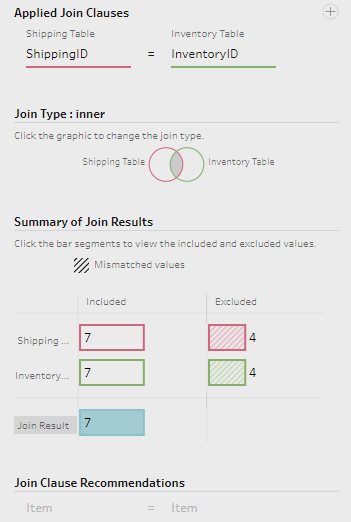 Applied Join Clauses
Shipping Table Inventory Table
ShippingID = InventoryID
Join Type : inner
Click the graphic to change the join type.
Shipping Table Inventory Table
Summary of Join Results
Click the bar segments to view the included and excluded values.
Mismatched values
Included Excluded
Shipping ... 7 4
Inventory... 7 4
Join Result 7
Join Clause Recommendations
Item = Item